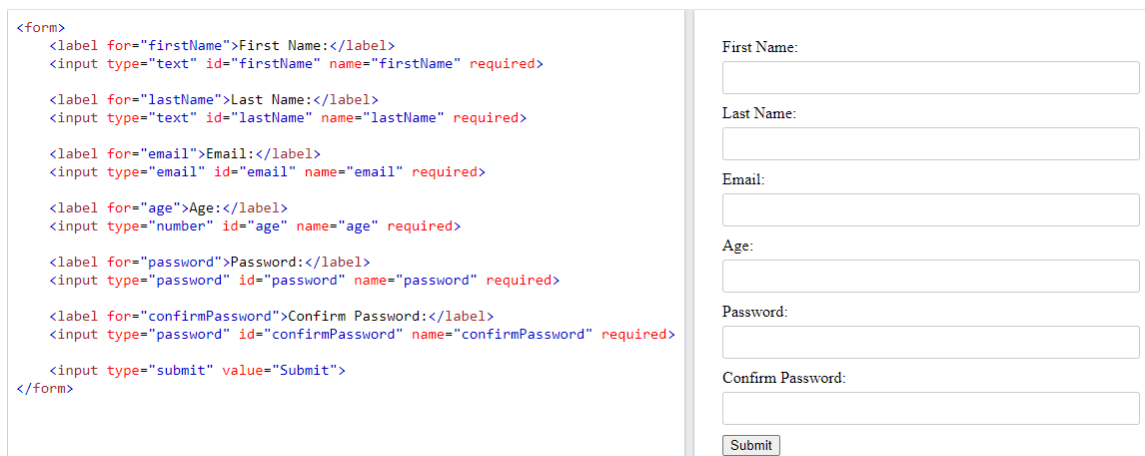 <form>
    <label for="firstName">First Name:</label>
    <input type="text" id="firstName" name="firstName" required>
    <label for="lastName">Last Name:</label>
    <input type="text" id="lastName" name="lastName" required>
    <label for="email">Email:</label>
    <input type="email" id="email" name="email" required>
    <label for="age">Age:</label>
    <input type="number" id="age" name="age" required>
    <label for="password">Password:</label>
    <input type="password" id="password" name="password" required>
    <label for="confirmPassword">Confirm Password:</label>
    <input type="password" id="confirmPassword" name="confirmPassword" required>
    <input type="submit" value="Submit">
</form>
First Name:
Last Name:
Email:
Age:
Password:
Confirm Password:
Submit